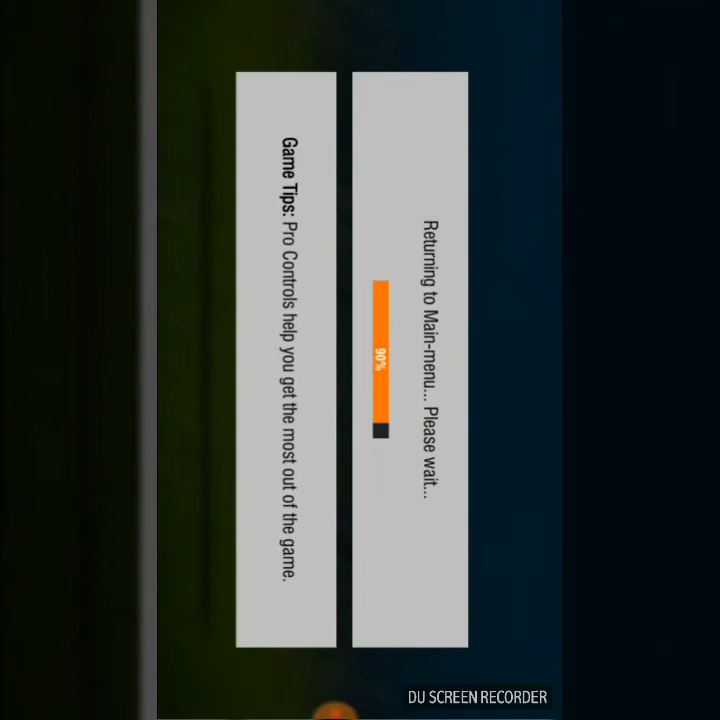 Returning to Main-menu... Please wait...
90%
Game Tips: Pro Controls help you get the most out of the game.
DU SCREEN RECORDER